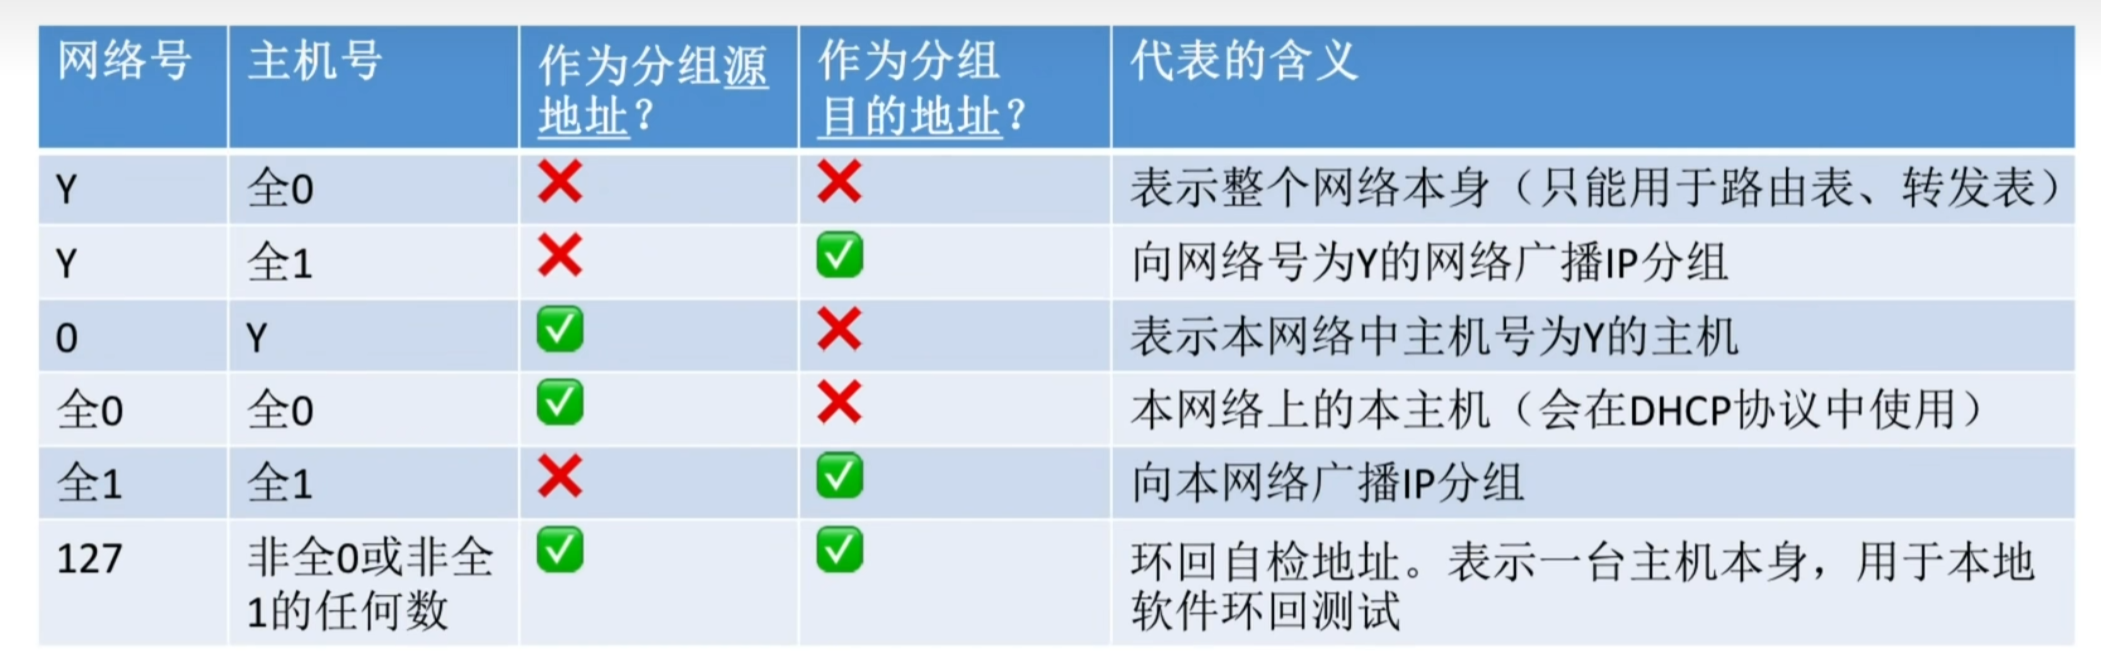 网络号
主机号
作为分组源
地址？
作为分组
目的地址？
代表的含义
Y
全0
❌
❌
表示整个网络本身（只能用于路由表、转发表）
Y
全1
❌
✅
向网络号为Y的网络广播IP分组
0
Y
✅
❌
表示本网络中主机号为Y的主机
全0
全0
✅
❌
本网络上的本主机（会在DHCP协议中使用）
全1
全1
❌
✅
向本网络广播IP分组
127
非全0或非全
1的任何数
✅
✅
环回自检地址。表示一台主机本身，用于本地
软件环回测试